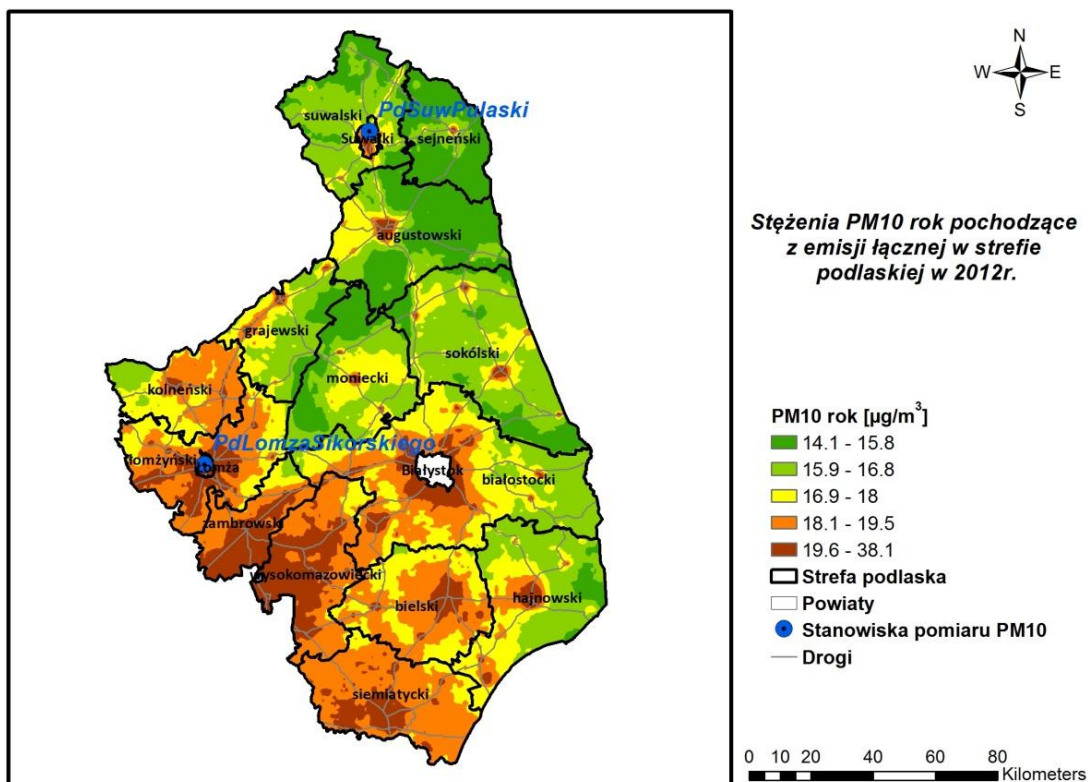 suwalski
PdSuwPulaski
Suwałki
sejneński
augustowski
grajewski
sokólski
moniecki
kolneński
PdLomzaSikorskiego
łomżyński
Łomża
Białystok
białostocki
zambrowski
wysokomazowiecki
bielski
hajnowski
siemiatycki
N
W E
S
Stężenia PM10 rok pochodzące
z emisji łącznej w strefie
podlaskiej w 2012r.
PM10 rok [µg/m³]
14.1 - 15.8
15.9 - 16.8
16.9 - 18
18.1 - 19.5
19.6 - 38.1
Strefa podlaska
Powiaty
Stanowiska pomiaru PM10
Drogi
0 10 20 40 60 80
Kilometers